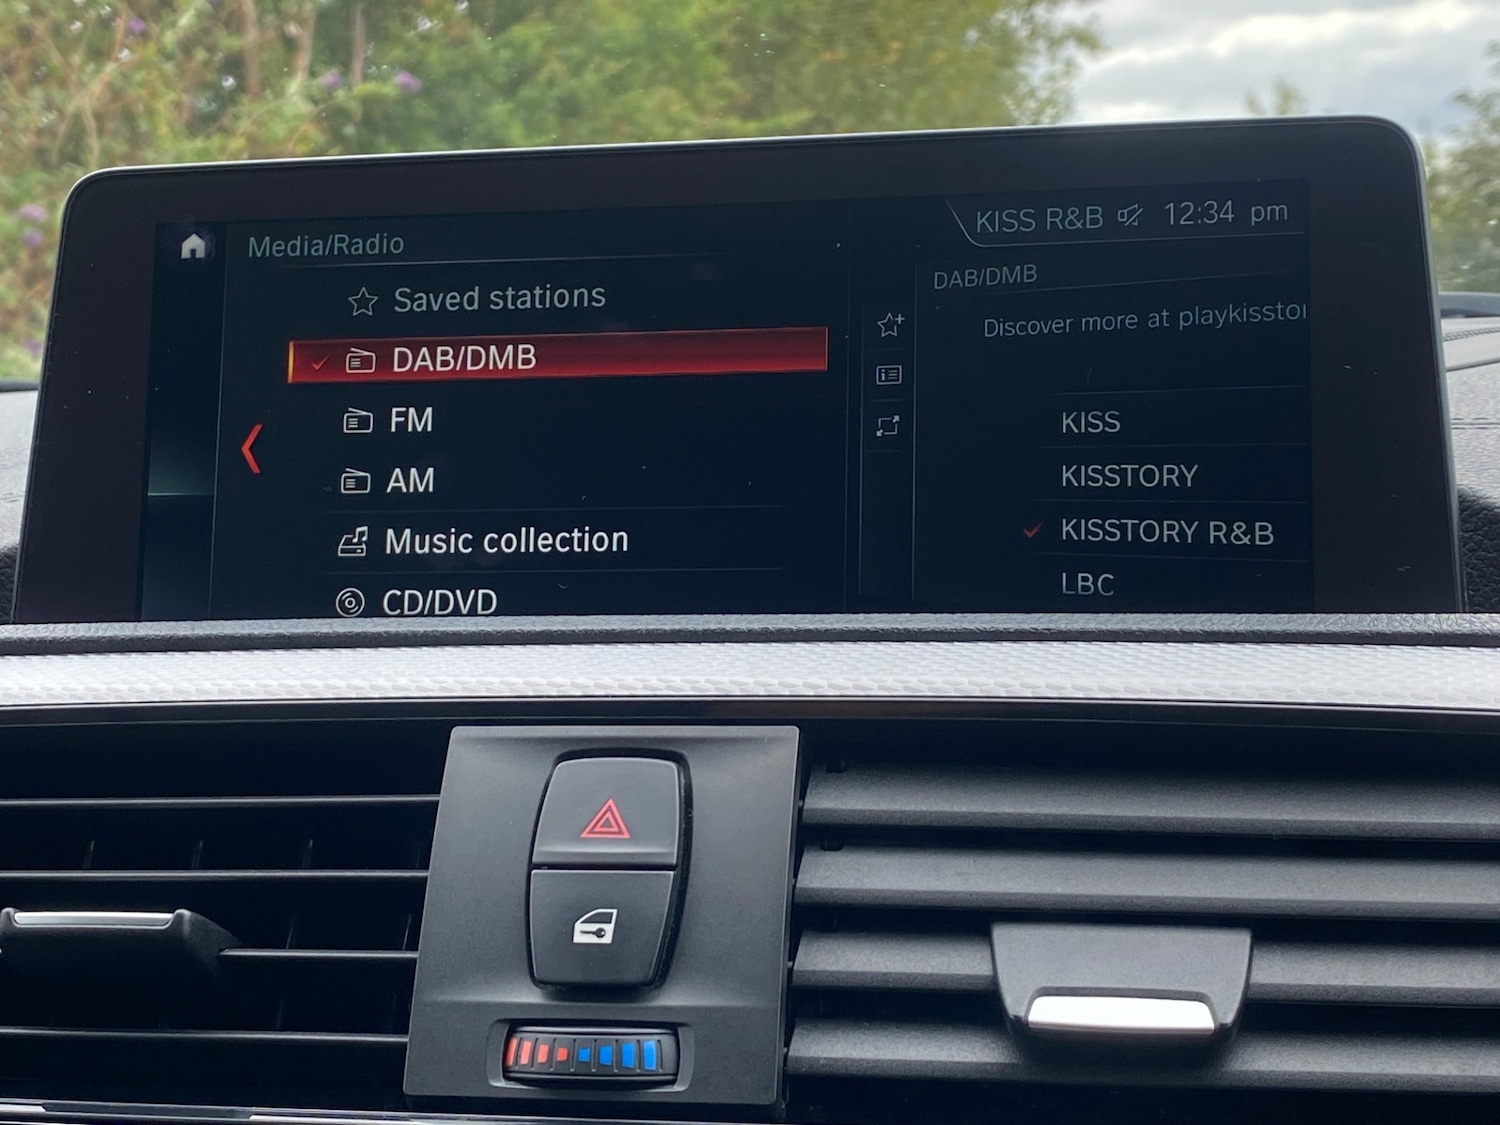 Media/Radio
Saved stations
DAB/DMB
FM
AM
Music collection
CD/DVD
KISS R&B 12:34 pm
DAB/DMB
Discover more at playkisstor
KISS
KISSTORY
KISSTORY R&B
LBC